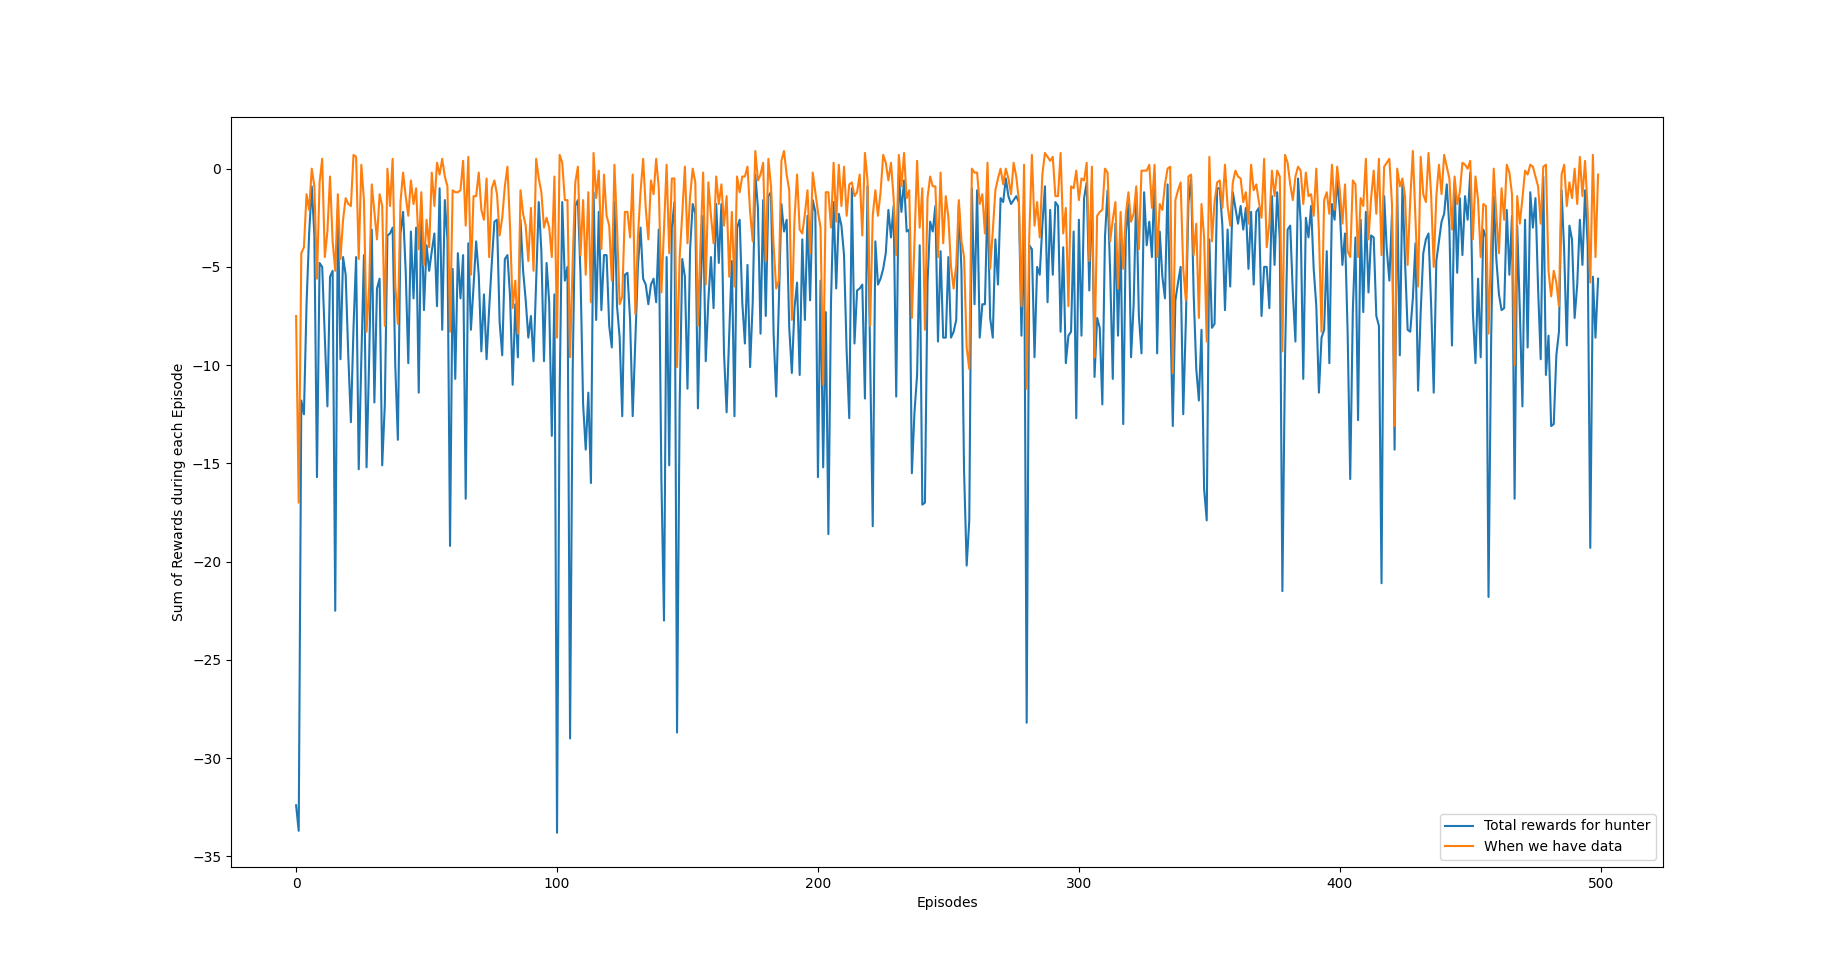 Sum of Rewards during each Episode
0
−5
−10
−15
−20
−25
−30
−35
0 100 200 300 400 500
Episodes
Total rewards for hunter
When we have data